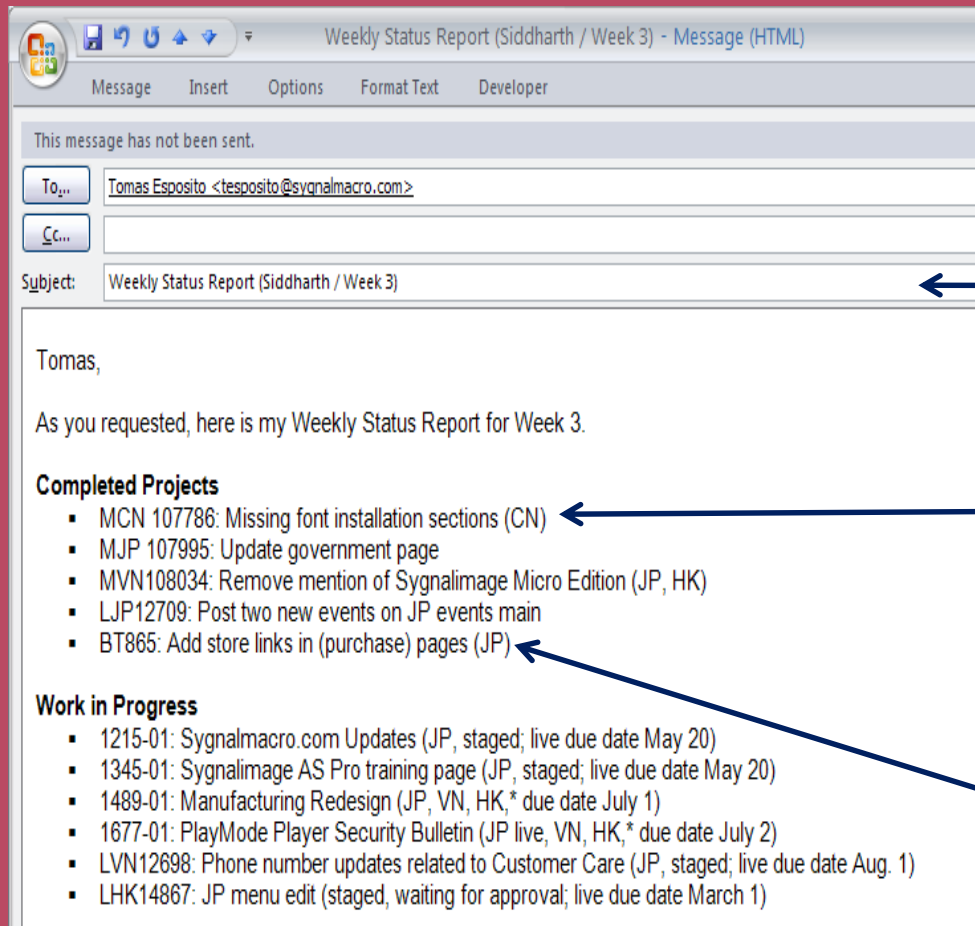 Weekly Status Report (Siddharth / Week 3) - Message (HTML)
Message Insert Options Format Text Developer
This message has not been sent.
To... Tomas Esposito <tesposito@sygnalmacro.com>
Cc...
Subject: Weekly Status Report (Siddharth / Week 3)
Tomas,
As you requested, here is my Weekly Status Report for Week 3.
Completed Projects
▪ MCN 107786: Missing font installation sections (CN)
▪ MJP 107995: Update government page
▪ MVN108034: Remove mention of Sygnalimage Micro Edition (JP, HK)
▪ LJP12709: Post two new events on JP events main
▪ BT865: Add store links in (purchase) pages (JP)
Work in Progress
▪ 1215-01: Sygnalmacro.com Updates (JP, staged; live due date May 20)
▪ 1345-01: Sygnalimage AS Pro training page (JP, staged; live due date May 20)
▪ 1489-01: Manufacturing Redesign (JP, VN, HK,* due date July 1)
▪ 1677-01: PlayMode Player Security Bulletin (JP live, VN, HK,* due date July 2)
▪ LVN12698: Phone number updates related to Customer Care (JP, staged; live due date Aug. 1)
▪ LHK14867: JP menu edit (staged, waiting for approval; live due date March 1)